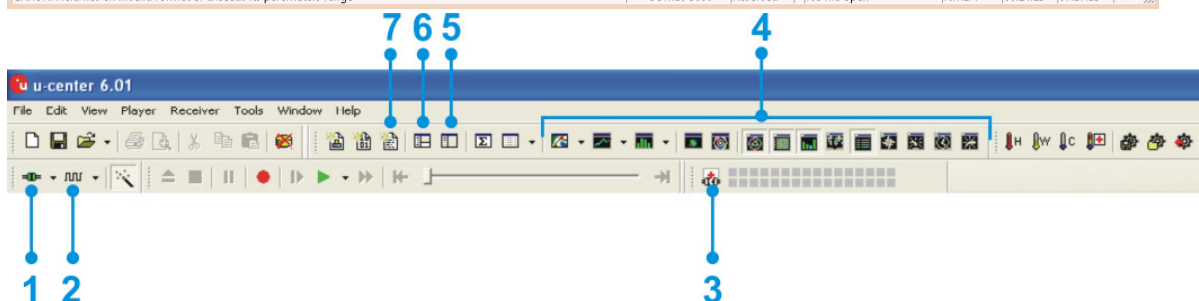 7 6 5 4
u-center 6.01
File Edit View Player Receiver Tools Window Help
H W C
1 2 3